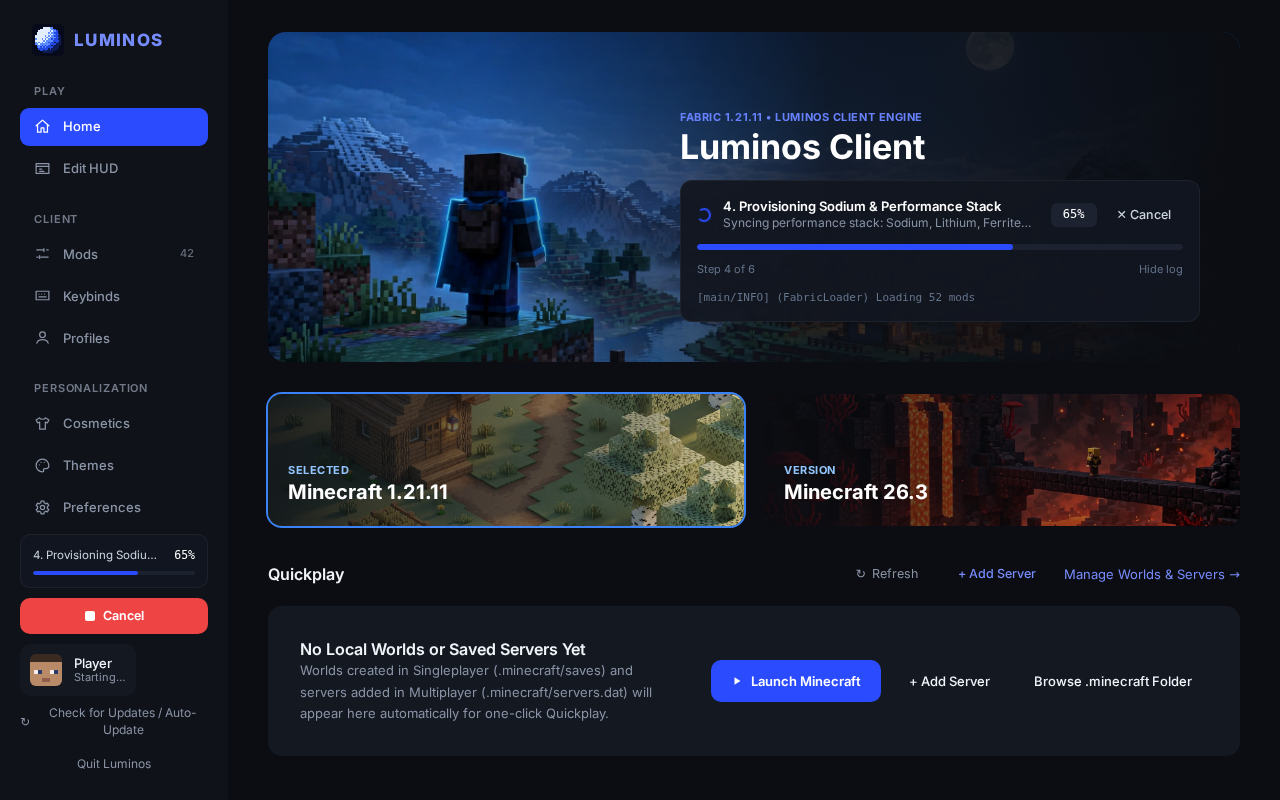 LUMINOS
PLAY
Home
Edit HUD
CLIENT
Mods 42
Keybinds
Profiles
PERSONALIZATION
Cosmetics
Themes
Preferences
4. Provisioning Sodiu... 65%
Cancel
Player
Starting...
↻ Check for Updates / Auto-
Update
Quit Luminos
FABRIC 1.21.11 • LUMINOS CLIENT ENGINE
Luminos Client
4. Provisioning Sodium & Performance Stack
Syncing performance stack: Sodium, Lithium, Ferrite...
65%
✕ Cancel
Step 4 of 6
Hide log
[main/INFO] (FabricLoader) Loading 52 mods
SELECTED
Minecraft 1.21.11
VERSION
Minecraft 26.3
Quickplay
↻ Refresh
+ Add Server
Manage Worlds & Servers →
No Local Worlds or Saved Servers Yet
Worlds created in Singleplayer (.minecraft/saves) and
servers added in Multiplayer (.minecraft/servers.dat) will
appear here automatically for one-click Quickplay.
Launch Minecraft
+ Add Server
Browse .minecraft Folder